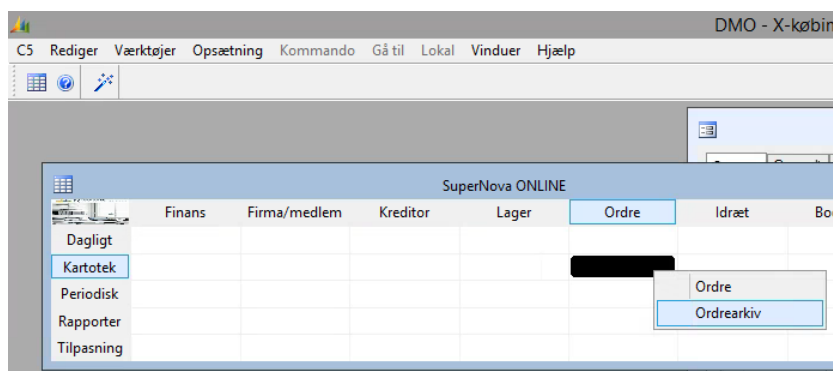 DMO - X-købin
C5 Rediger Værktøjer Opsætning Kommando Gå til Lokal Vinduer Hjælp
SuperNova ONLINE
Finans Firma/medlem Kreditor Lager Ordre Idræt Bo
Dagligt
Kartotek
Periodisk
Ordre
Ordrearkiv
Rapporter
Tilpasning